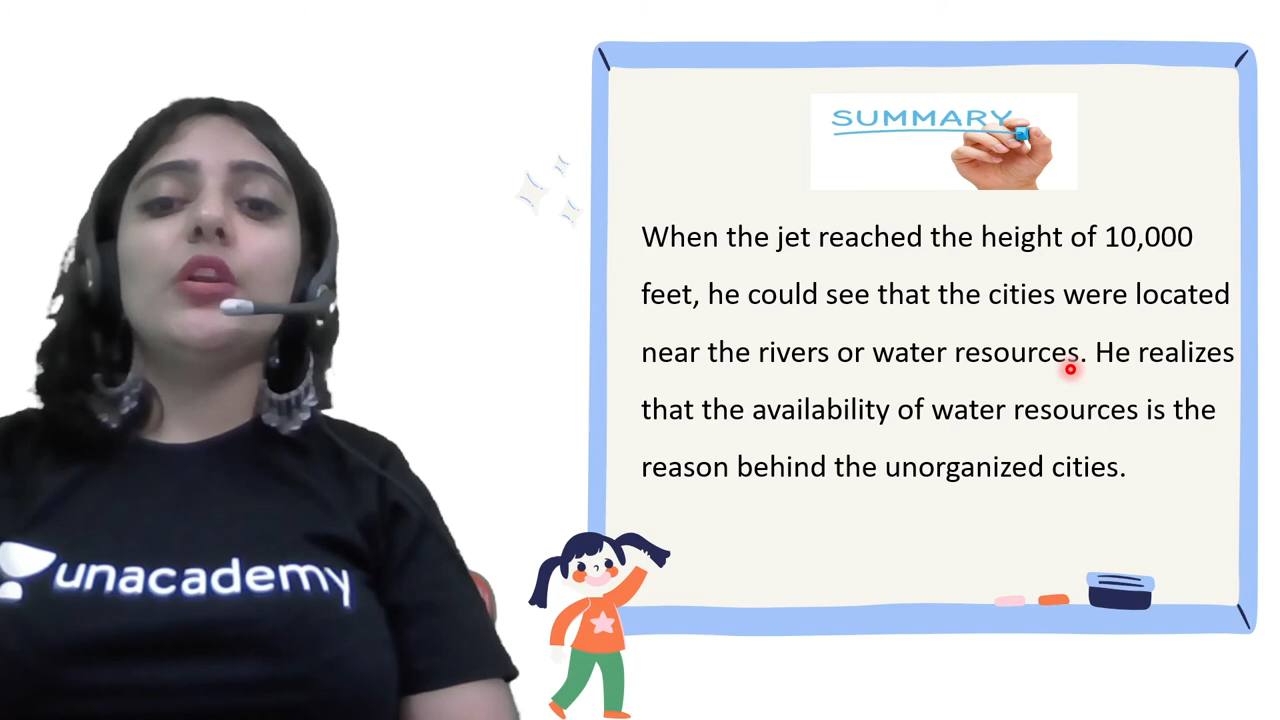 SUMMARY
When the jet reached the height of 10,000
feet, he could see that the cities were located
near the rivers or water resources. He realizes
that the availability of water resources is the
reason behind the unorganized cities.
unacademy